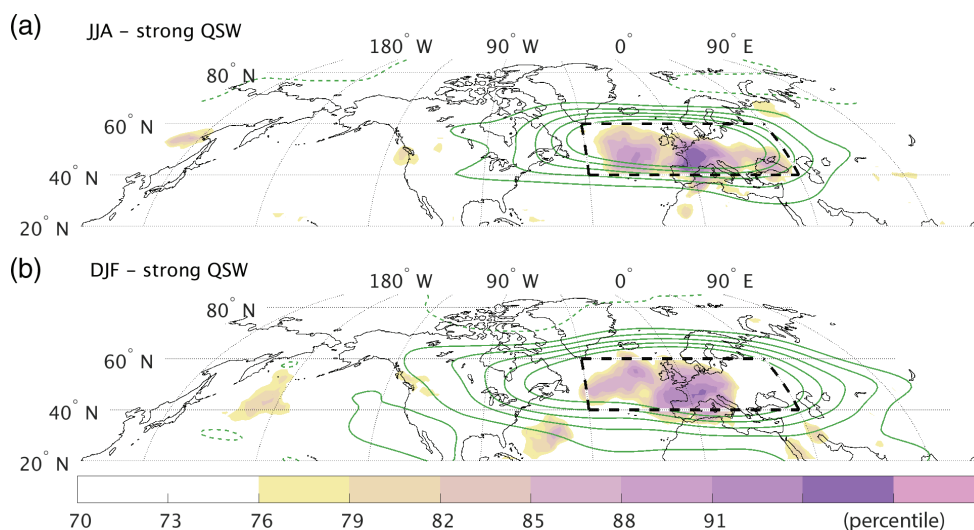 (a) JJA – strong QSW
180° W 90° W 0° 90° E
80° N
60° N
40° N
20° N
(b) DJF – strong QSW
180° W 90° W 0° 90° E
80° N
60° N
40° N
20° N
70 73 76 79 82 85 88 91 (percentile)